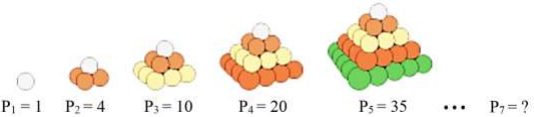 P₁ = 1 P₂ = 4 P₃ = 10 P₄ = 20 P₅ = 35 ••• P₇ = ?